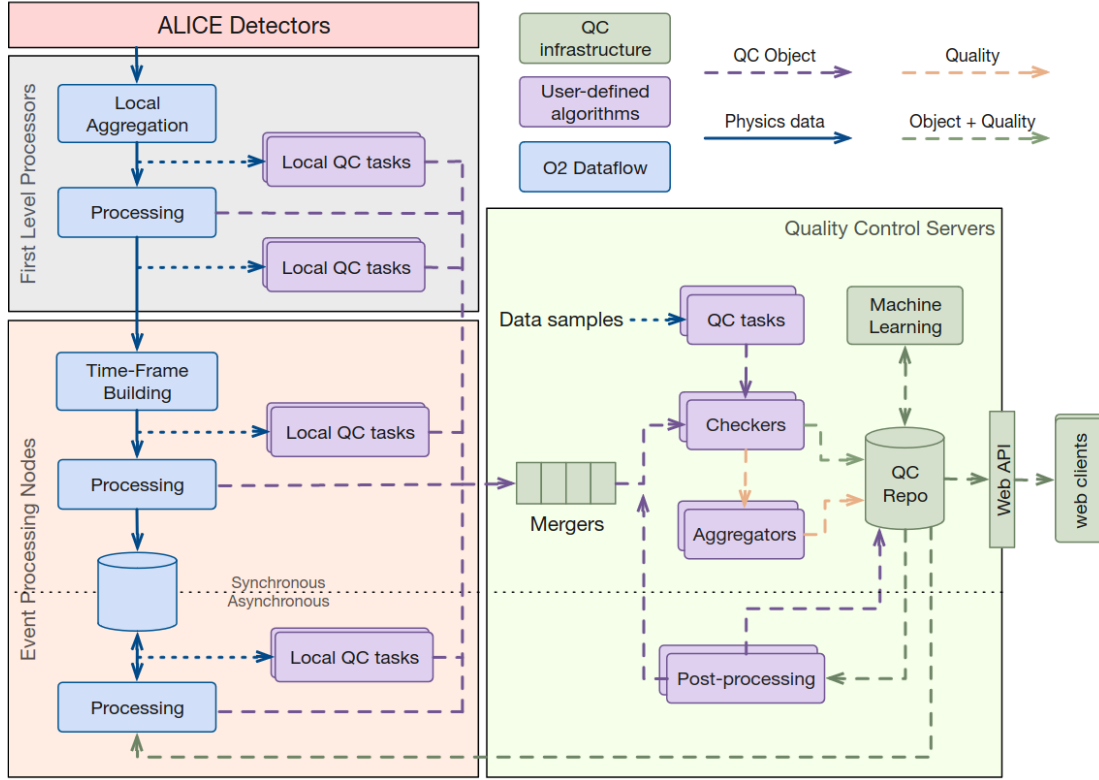 ALICE Detectors
First Level Processors
Local
Aggregation
Local QC tasks
Processing
Local QC tasks
Event Processing Nodes
Time-Frame
Building
Local QC tasks
Processing
Synchronous
Asynchronous
Local QC tasks
Processing
QC
infrastructure
User-defined
algorithms
O2 Dataflow
QC Object
Quality
Physics data
Object + Quality
Quality Control Servers
Data samples
QC tasks
Machine
Learning
Checkers
QC
Repo
Mergers
Aggregators
Post-processing
Web API
web clients